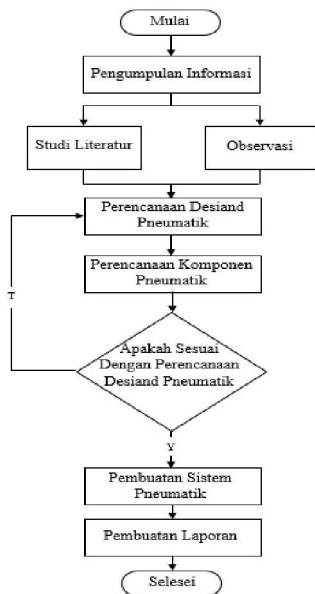 Mulai
Pengumpulan Informasi
Studi Literatur
Observasi
Perencanaan Desiand
Pneumatik
Perencanaan Komponen
Pneumatik
T
Apakah Sesuai
Dengan Perencanaan
Desiand Pneumatik
Y
Pembuatan Sistem
Pneumatik
Pembuatan Laporan
Selesei